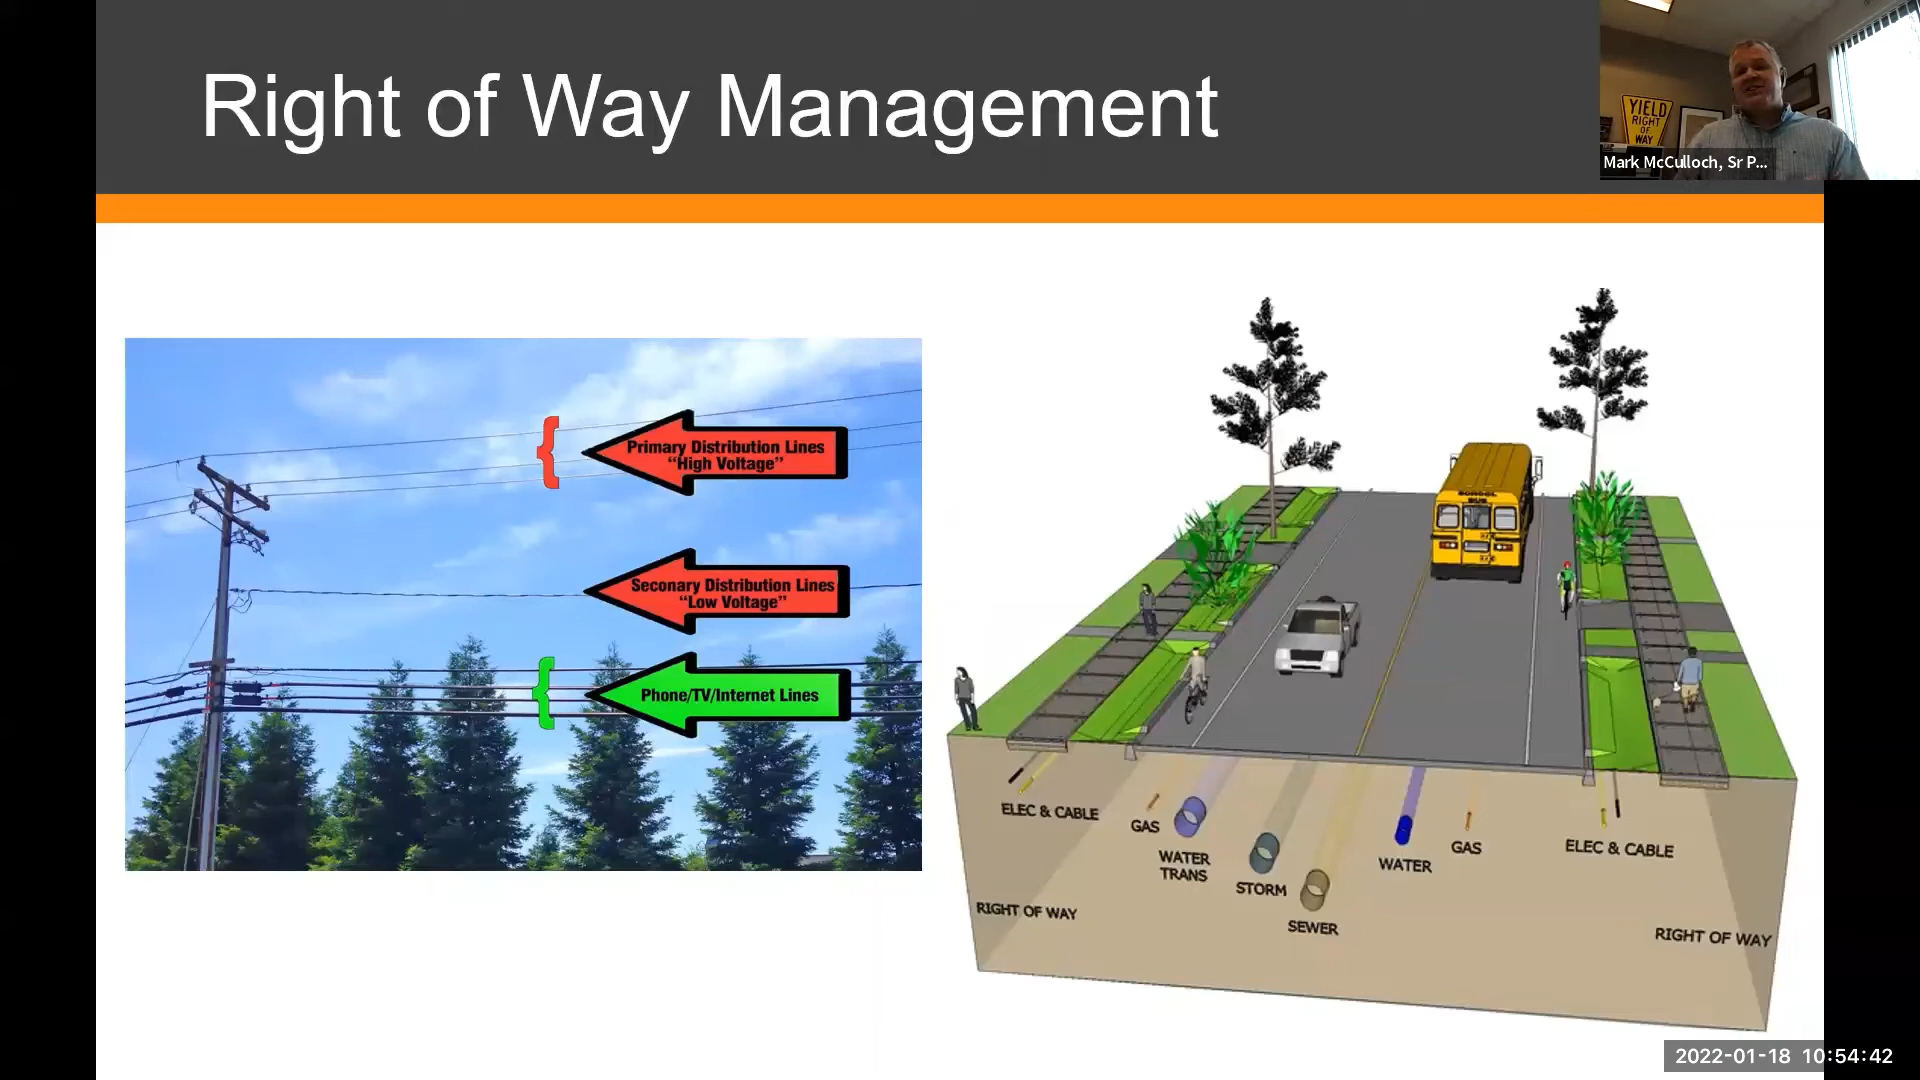 Right of Way Management
YIELD
RIGHT
OF
WAY
Mark McCulloch, Sr P...
Primary Distribution Lines
“High Voltage”
Seconary Distribution Lines
“Low Voltage”
Phone/TV/Internet Lines
SCHOOL
BUS
ELEC & CABLE
GAS
WATER
TRANS
STORM
SEWER
WATER
GAS
ELEC & CABLE
RIGHT OF WAY
RIGHT OF WAY
2022-01-18 10:54:42